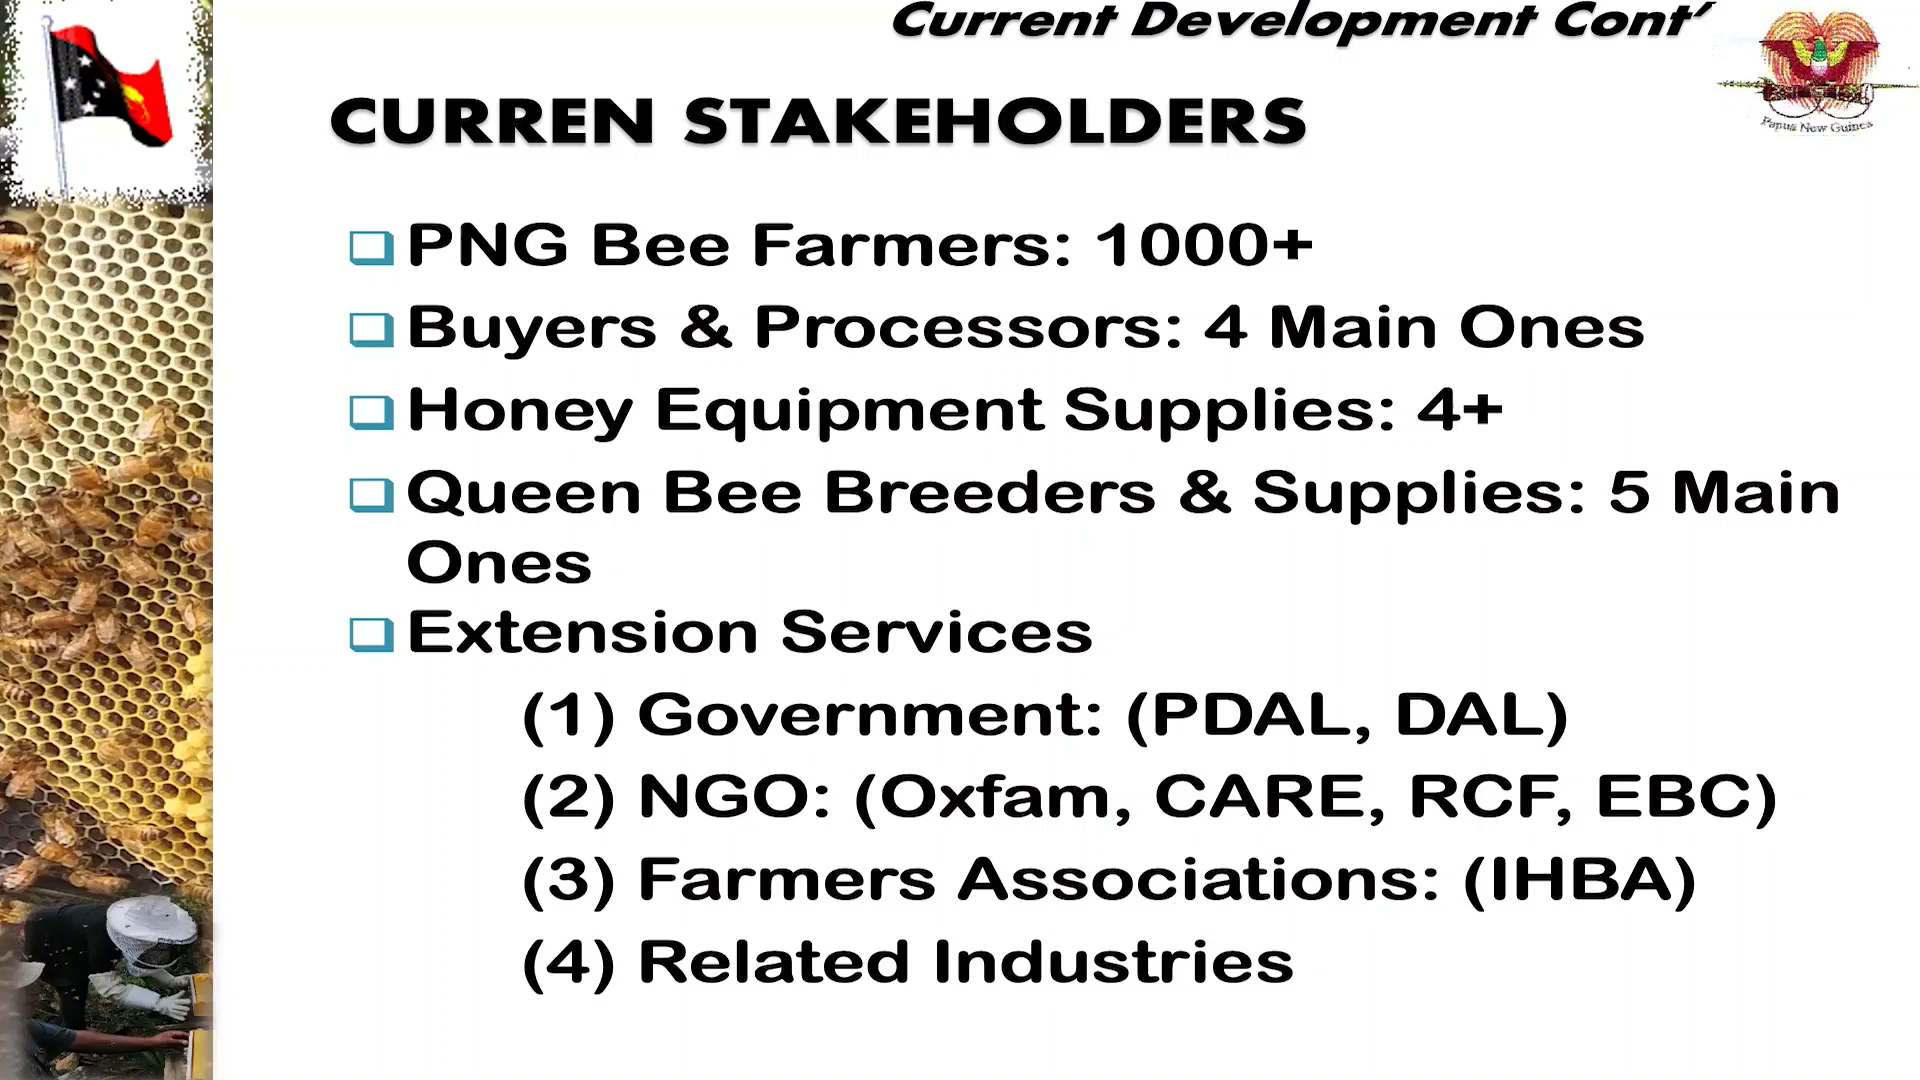 Current Development Cont’
Papua New Guinea
CURREN STAKEHOLDERS
PNG Bee Farmers: 1000+
Buyers & Processors: 4 Main Ones
Honey Equipment Supplies: 4+
Queen Bee Breeders & Supplies: 5 Main
Ones
Extension Services
(1) Government: (PDAL, DAL)
(2) NGO: (Oxfam, CARE, RCF, EBC)
(3) Farmers Associations: (IHBA)
(4) Related Industries